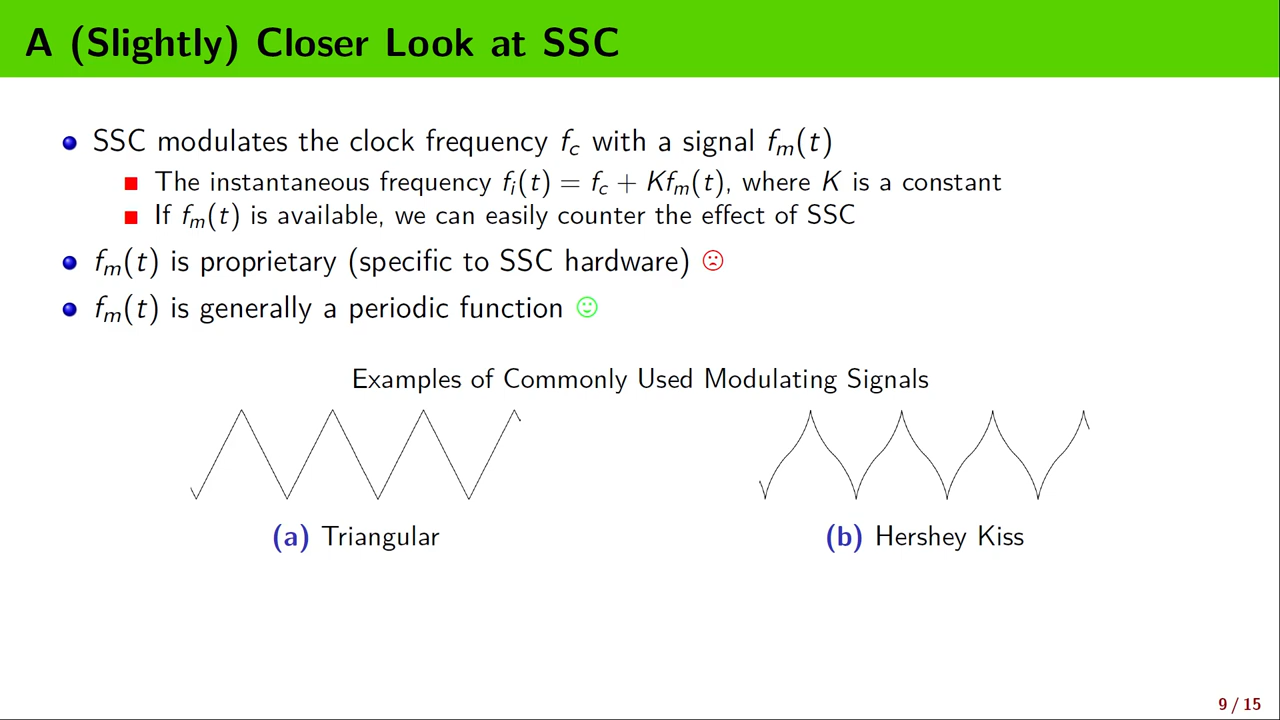 A (Slightly) Closer Look at SSC
SSC modulates the clock frequency f_c with a signal f_m(t)
The instantaneous frequency f_i(t) = f_c + Kf_m(t), where K is a constant
If f_m(t) is available, we can easily counter the effect of SSC
f_m(t) is proprietary (specific to SSC hardware) ☹
f_m(t) is generally a periodic function ☺
Examples of Commonly Used Modulating Signals
(a) Triangular
(b) Hershey Kiss
9 / 15